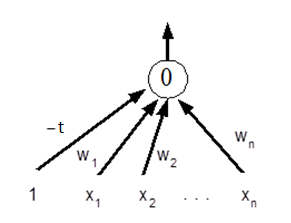 0
–t
w1
w2
wn
1 x1 x2 . . . xn